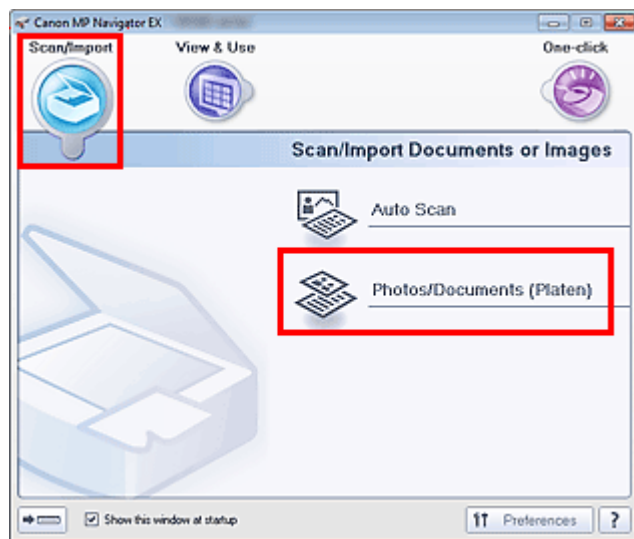 Canon MP Navigator EX
Scan/Import
View & Use
One-click
Scan/Import Documents or Images
Auto Scan
Photos/Documents (Platen)
Show this window at startup
Preferences
?